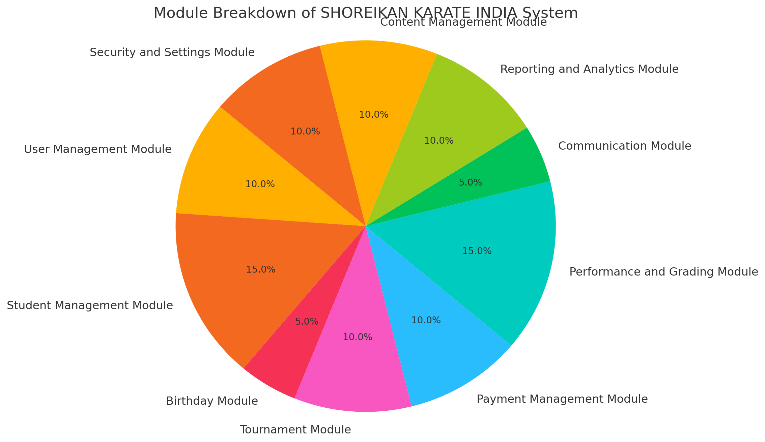 Module Breakdown of SHOREIKAN KARATE INDIA System
Content Management Module
Security and Settings Module
Reporting and Analytics Module
10.0%
10.0%
10.0%
User Management Module
Communication Module
10.0%
5.0%
15.0%
15.0%
Performance and Grading Module
Student Management Module
5.0%
10.0%
10.0%
Birthday Module
Payment Management Module
Tournament Module